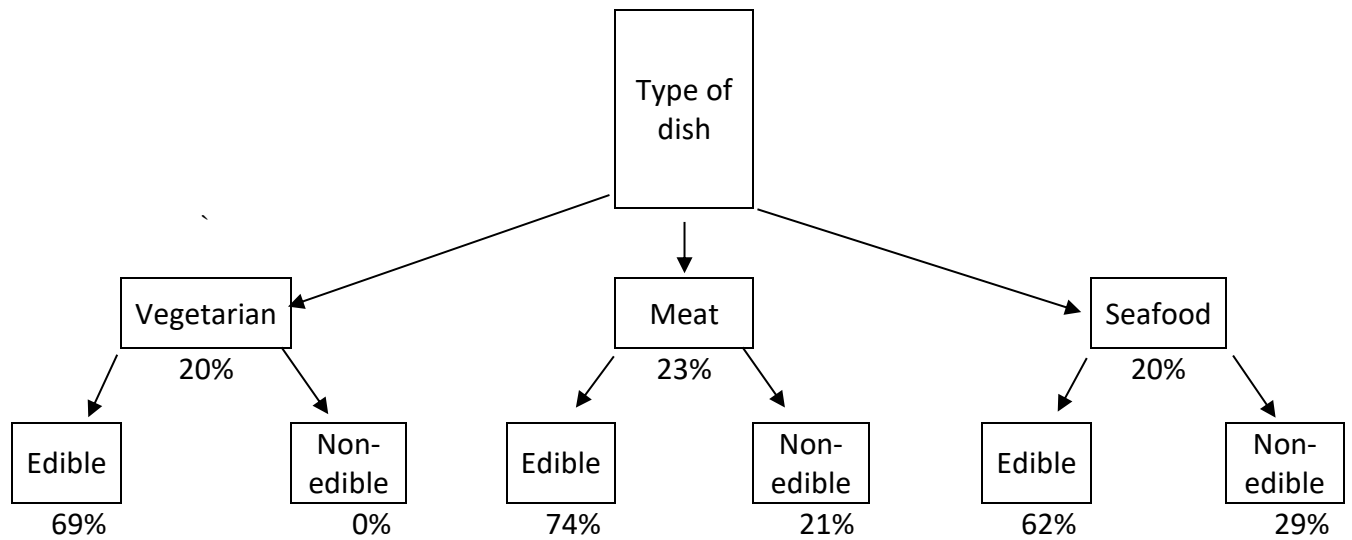 Type of
dish
`
Vegetarian
Meat
Seafood
20%
23%
20%
Edible
Non-
edible
Edible
Non-
edible
Edible
Non-
edible
69%
0%
74%
21%
62%
29%